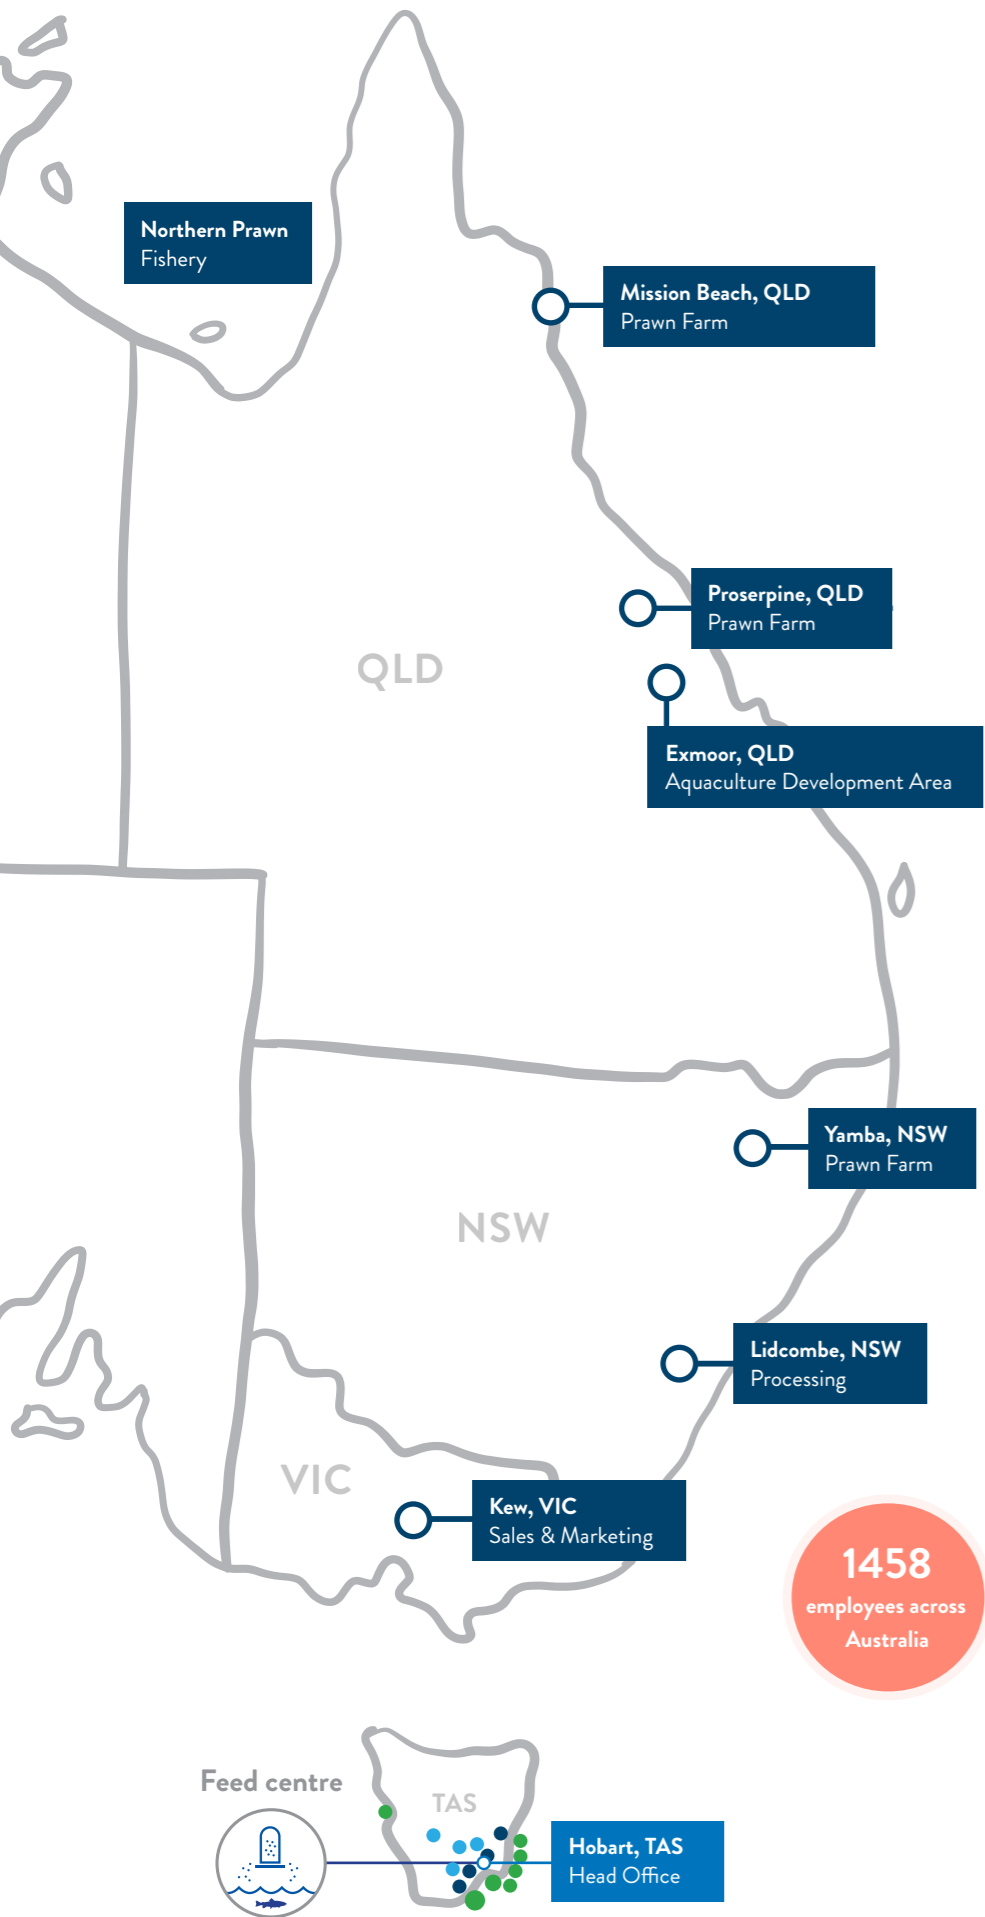 Northern Prawn
Fishery
Mission Beach, QLD
Prawn Farm
Proserpine, QLD
Prawn Farm
QLD
Exmoor, QLD
Aquaculture Development Area
Yamba, NSW
Prawn Farm
NSW
Lidcombe, NSW
Processing
VIC
Kew, VIC
Sales & Marketing
1458
employees across
Australia
Feed centre
TAS
Hobart, TAS
Head Office